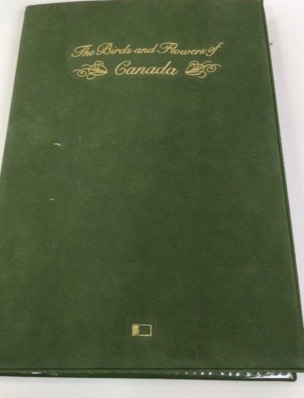 The Birds and Flowers of
Canada